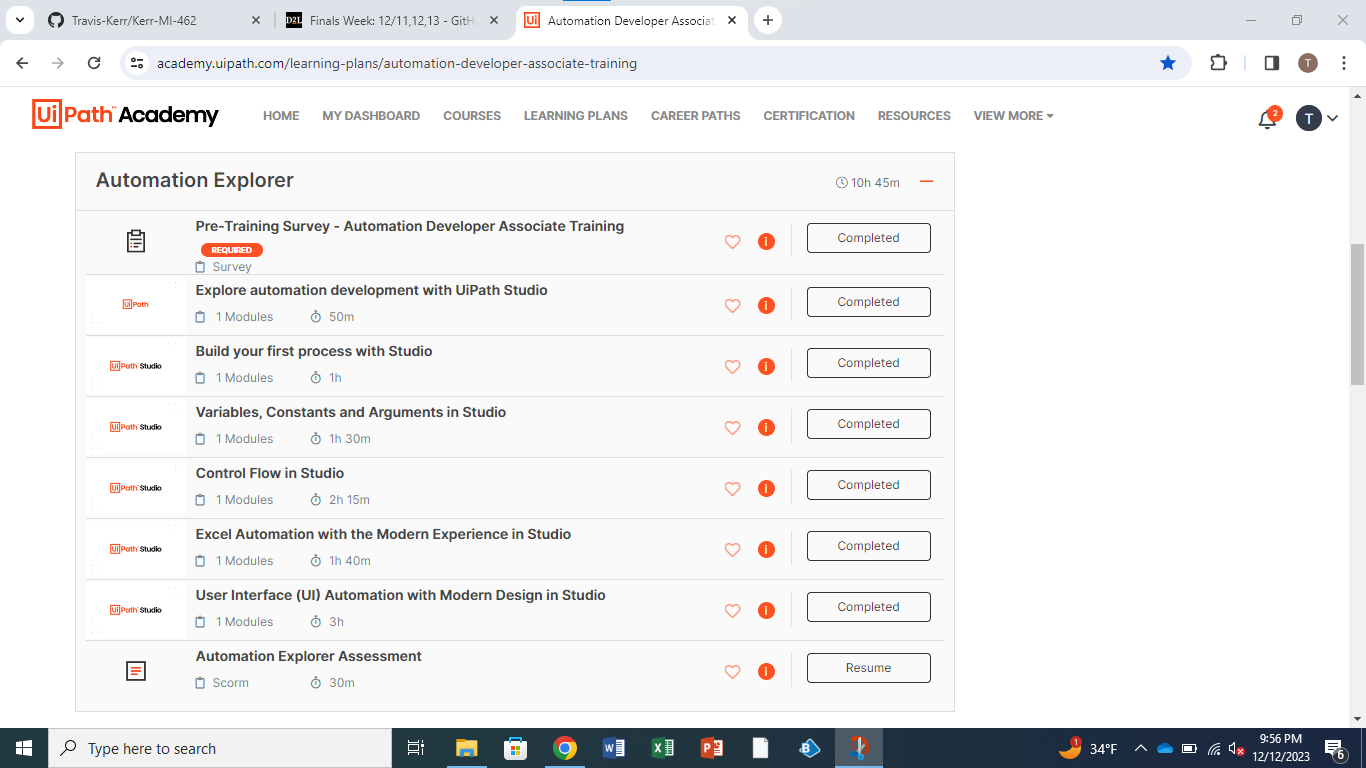 Travis-Kerr/Kerr-MI-462
D2L
Finals Week: 12/11,12,13 - GitH
Ui
Automation Developer Associat
academy.uipath.com/learning-plans/automation-developer-associate-training
T
UiPath Academy
HOME
MY DASHBOARD
COURSES
LEARNING PLANS
CAREER PATHS
CERTIFICATION
RESOURCES
VIEW MORE
2
T
Automation Explorer
10h 45m
Pre-Training Survey - Automation Developer Associate Training
REQUIRED
Survey
Completed
UiPath
Explore automation development with UiPath Studio
1 Modules
50m
Completed
UiPath Studio
Build your first process with Studio
1 Modules
1h
Completed
UiPath Studio
Variables, Constants and Arguments in Studio
1 Modules
1h 30m
Completed
UiPath Studio
Control Flow in Studio
1 Modules
2h 15m
Completed
UiPath Studio
Excel Automation with the Modern Experience in Studio
1 Modules
1h 40m
Completed
UiPath Studio
User Interface (UI) Automation with Modern Design in Studio
1 Modules
3h
Completed
Automation Explorer Assessment
Scorm
30m
Resume
Type here to search
1
34°F
9:56 PM
12/12/2023
6